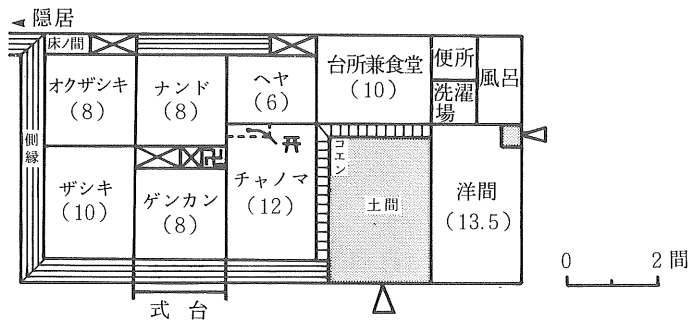 隠居
床ノ間
オクザシキ
(8)
ナンド
(8)
ヘヤ
(6)
台所兼食堂
(10)
便所
洗濯場
風呂
側縁
ザシキ
(10)
ゲンカン
(8)
チャノマ
(12)
コエン
土間
洋間
(13.5)
式台
0 2間